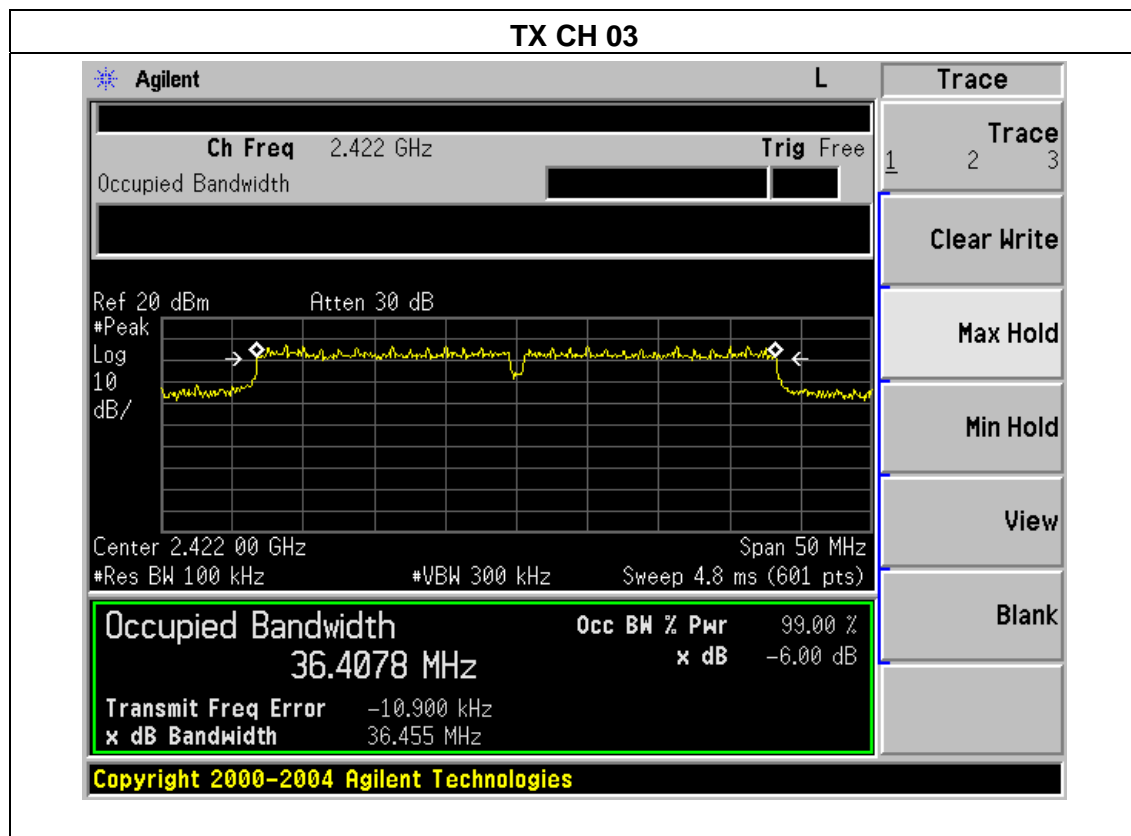 TX CH 03
Agilent L Trace
Ch Freq 2.422 GHz Trig Free
Occupied Bandwidth
Trace
1 2 3
Clear Write
Max Hold
Min Hold
View
Blank
Ref 20 dBm Atten 30 dB
#Peak
Log
10
dB/
Center 2.422 00 GHz Span 50 MHz
#Res BW 100 kHz #VBW 300 kHz Sweep 4.8 ms (601 pts)
Occupied Bandwidth Occ BW % Pwr 99.00 %
36.4078 MHz x dB -6.00 dB
Transmit Freq Error -10.900 kHz
x dB Bandwidth 36.455 MHz
Copyright 2000-2004 Agilent Technologies